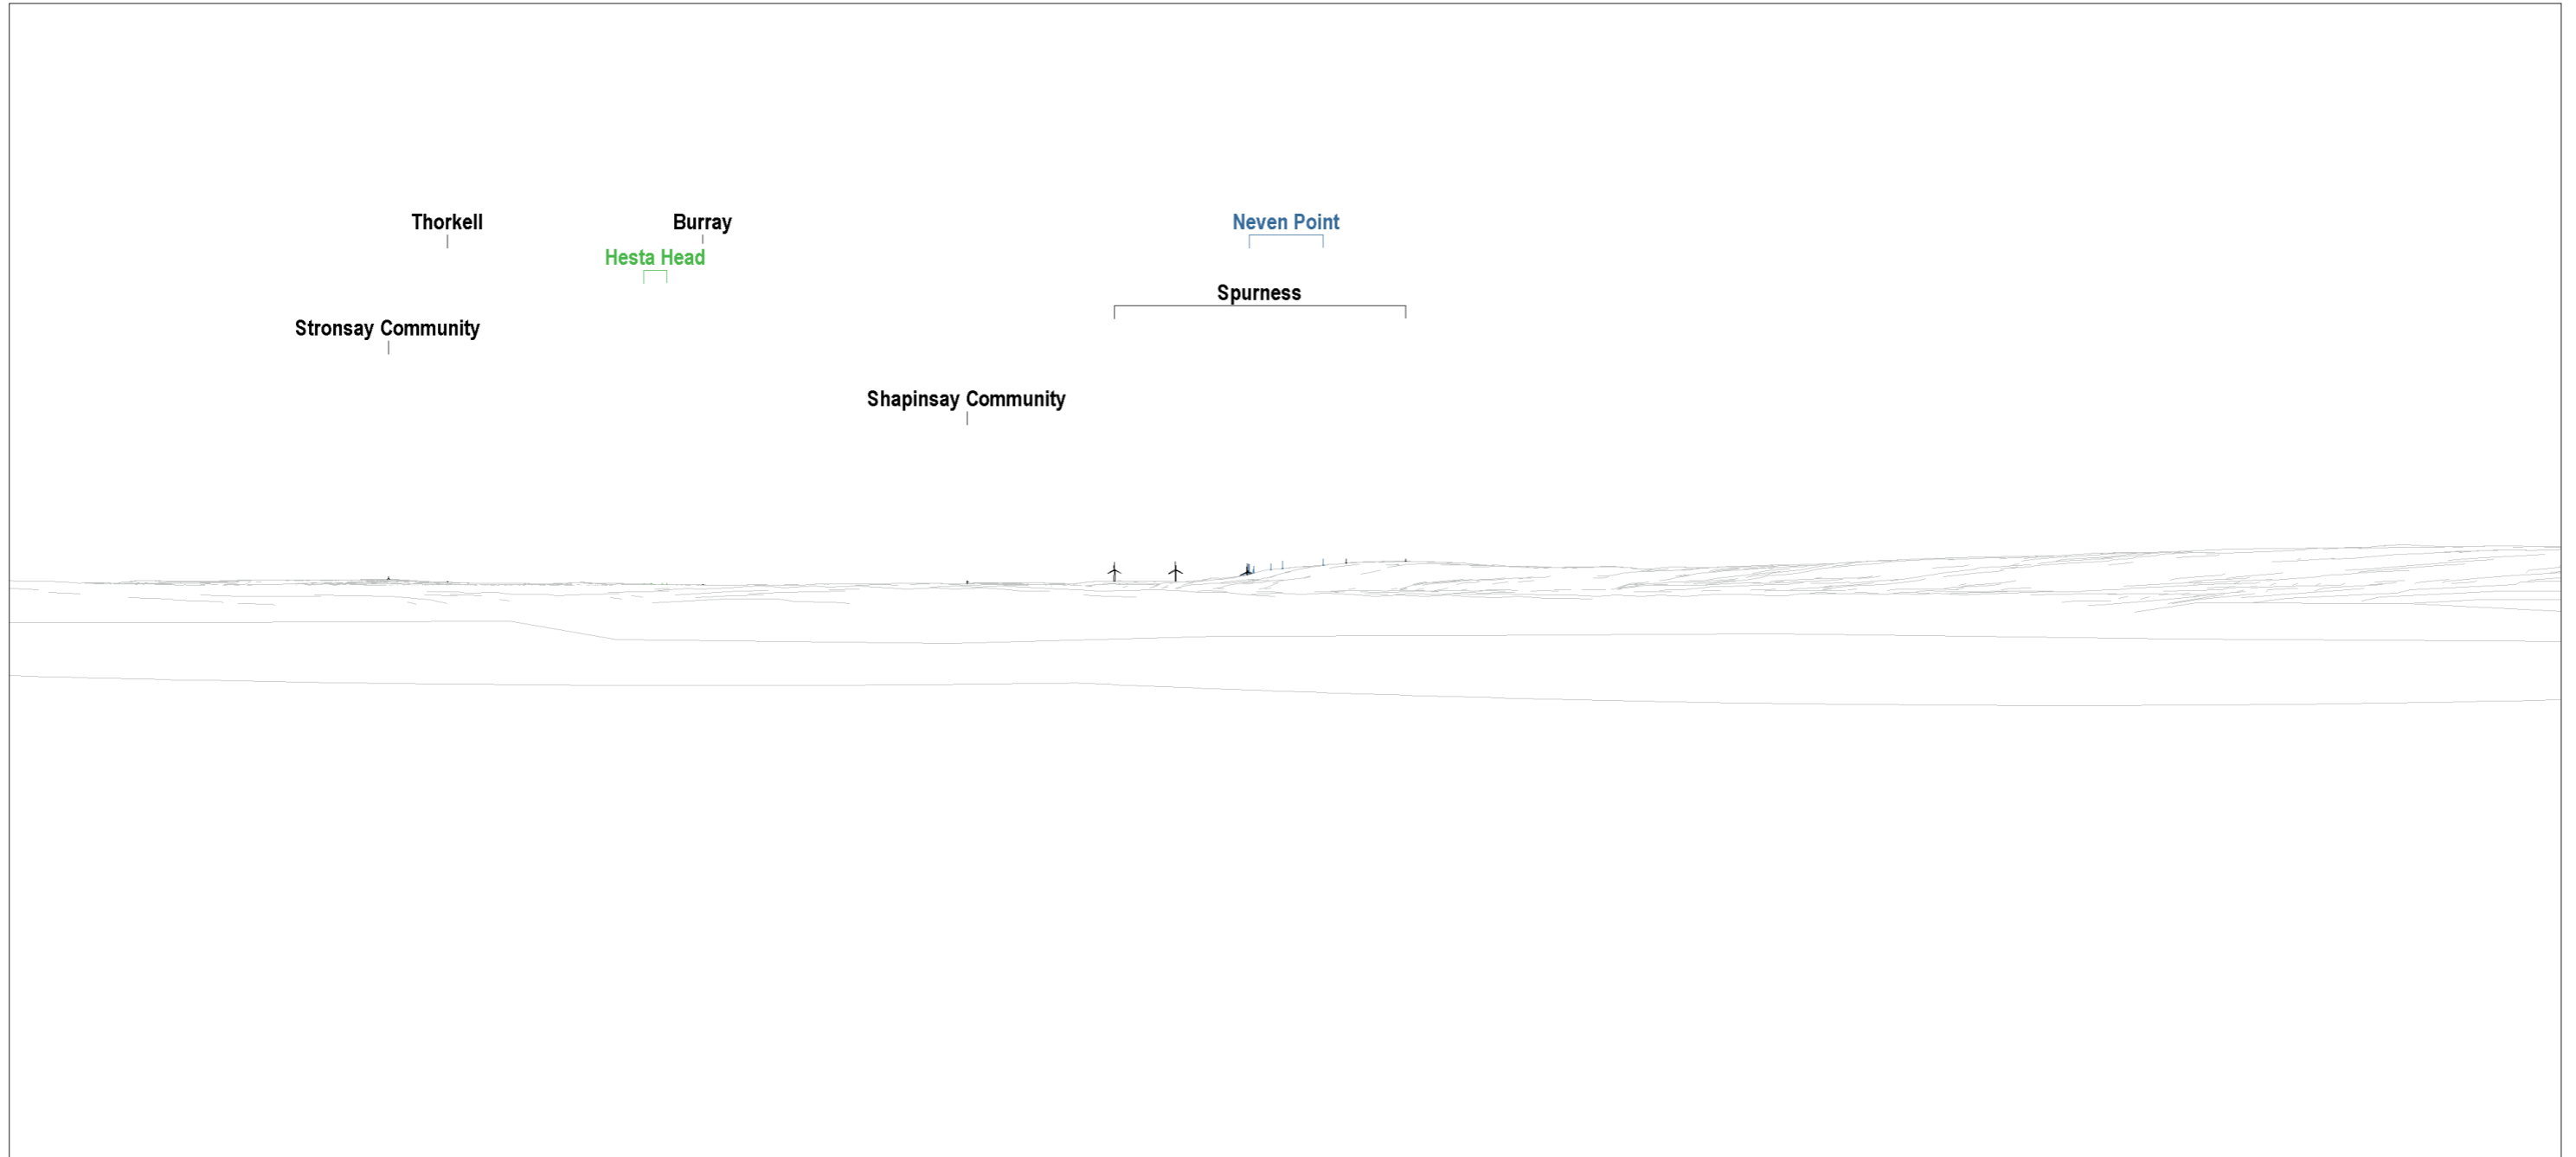 Thorkell
Burray
Neven Point
Hesta Head
Spurness
Stronsay Community
Shapinsay Community